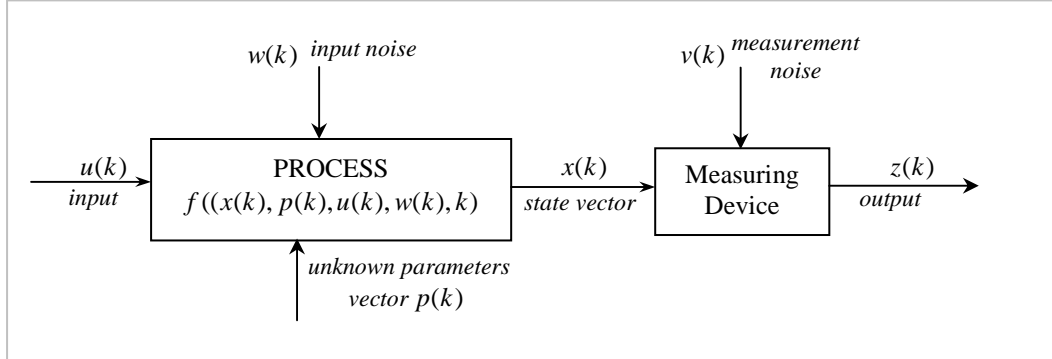 w(k) input noise
v(k) measurement
noise
u(k)
input
PROCESS
f((x(k), p(k), u(k), w(k), k)
x(k)
state vector
Measuring
Device
z(k)
output
unknown parameters
vector p(k)